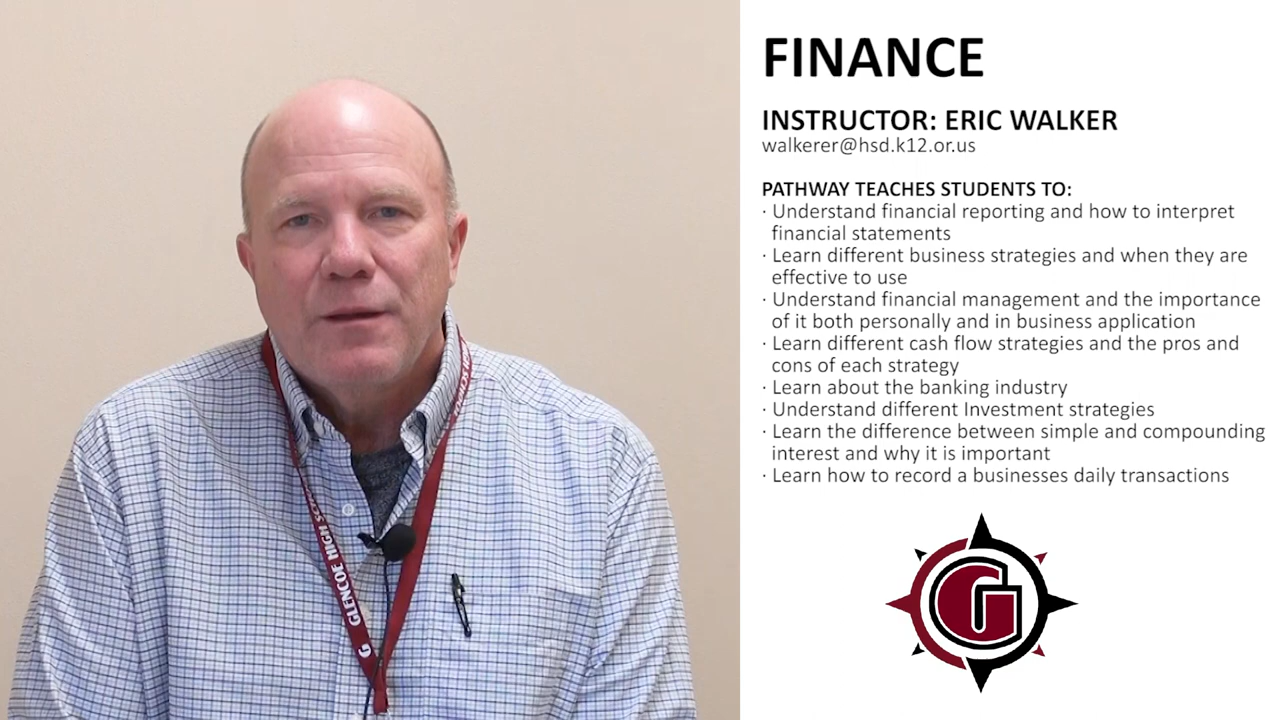 FINANCE
INSTRUCTOR: ERIC WALKER
walkerer@hsd.k12.or.us
PATHWAY TEACHES STUDENTS TO:
· Understand financial reporting and how to interpret
financial statements
· Learn different business strategies and when they are
effective to use
· Understand financial management and the importance
of it both personally and in business application
· Learn different cash flow strategies and the pros and
cons of each strategy
· Learn about the banking industry
· Understand different Investment strategies
· Learn the difference between simple and compounding
interest and why it is important
· Learn how to record a businesses daily transactions
G
G GLENCOE HIGH